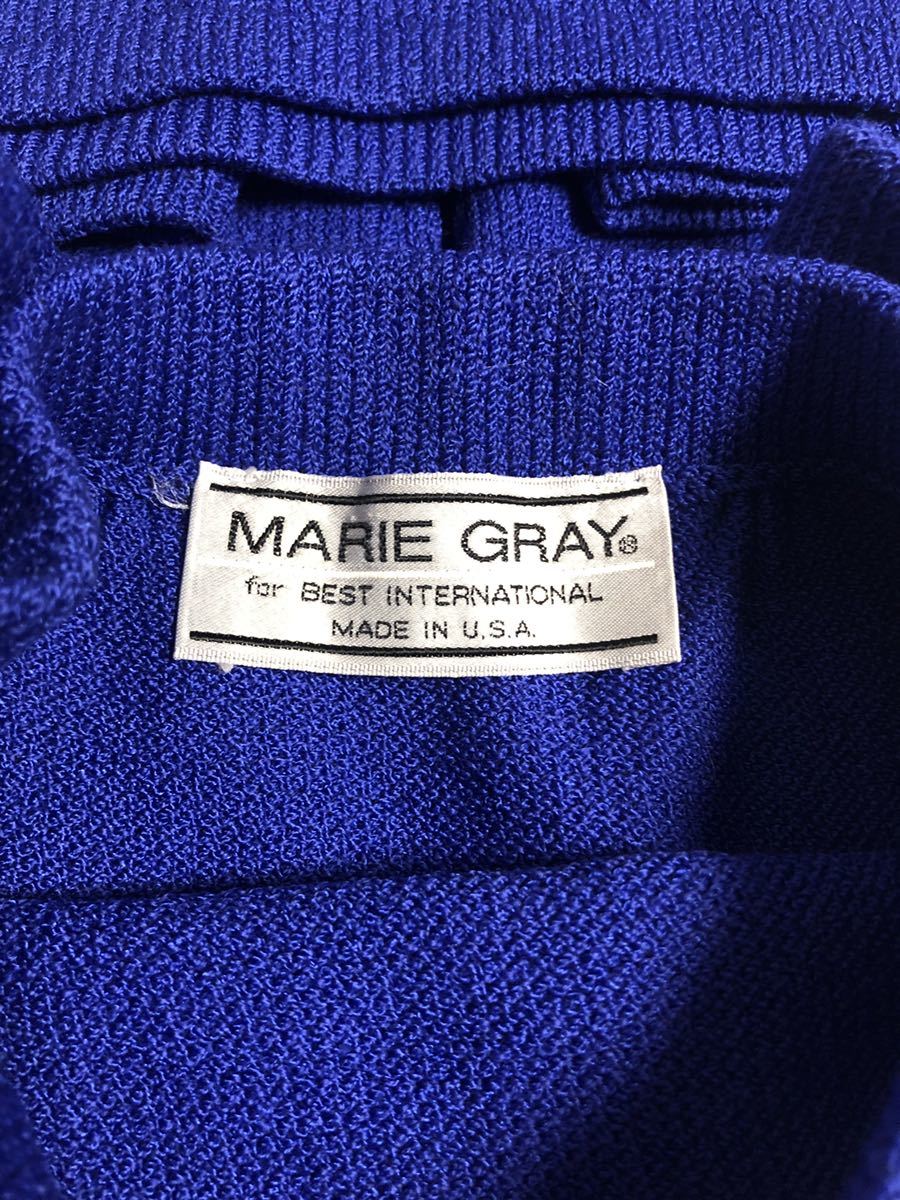 MARIE GRAY®
for BEST INTERNATIONAL
MADE IN U.S.A.